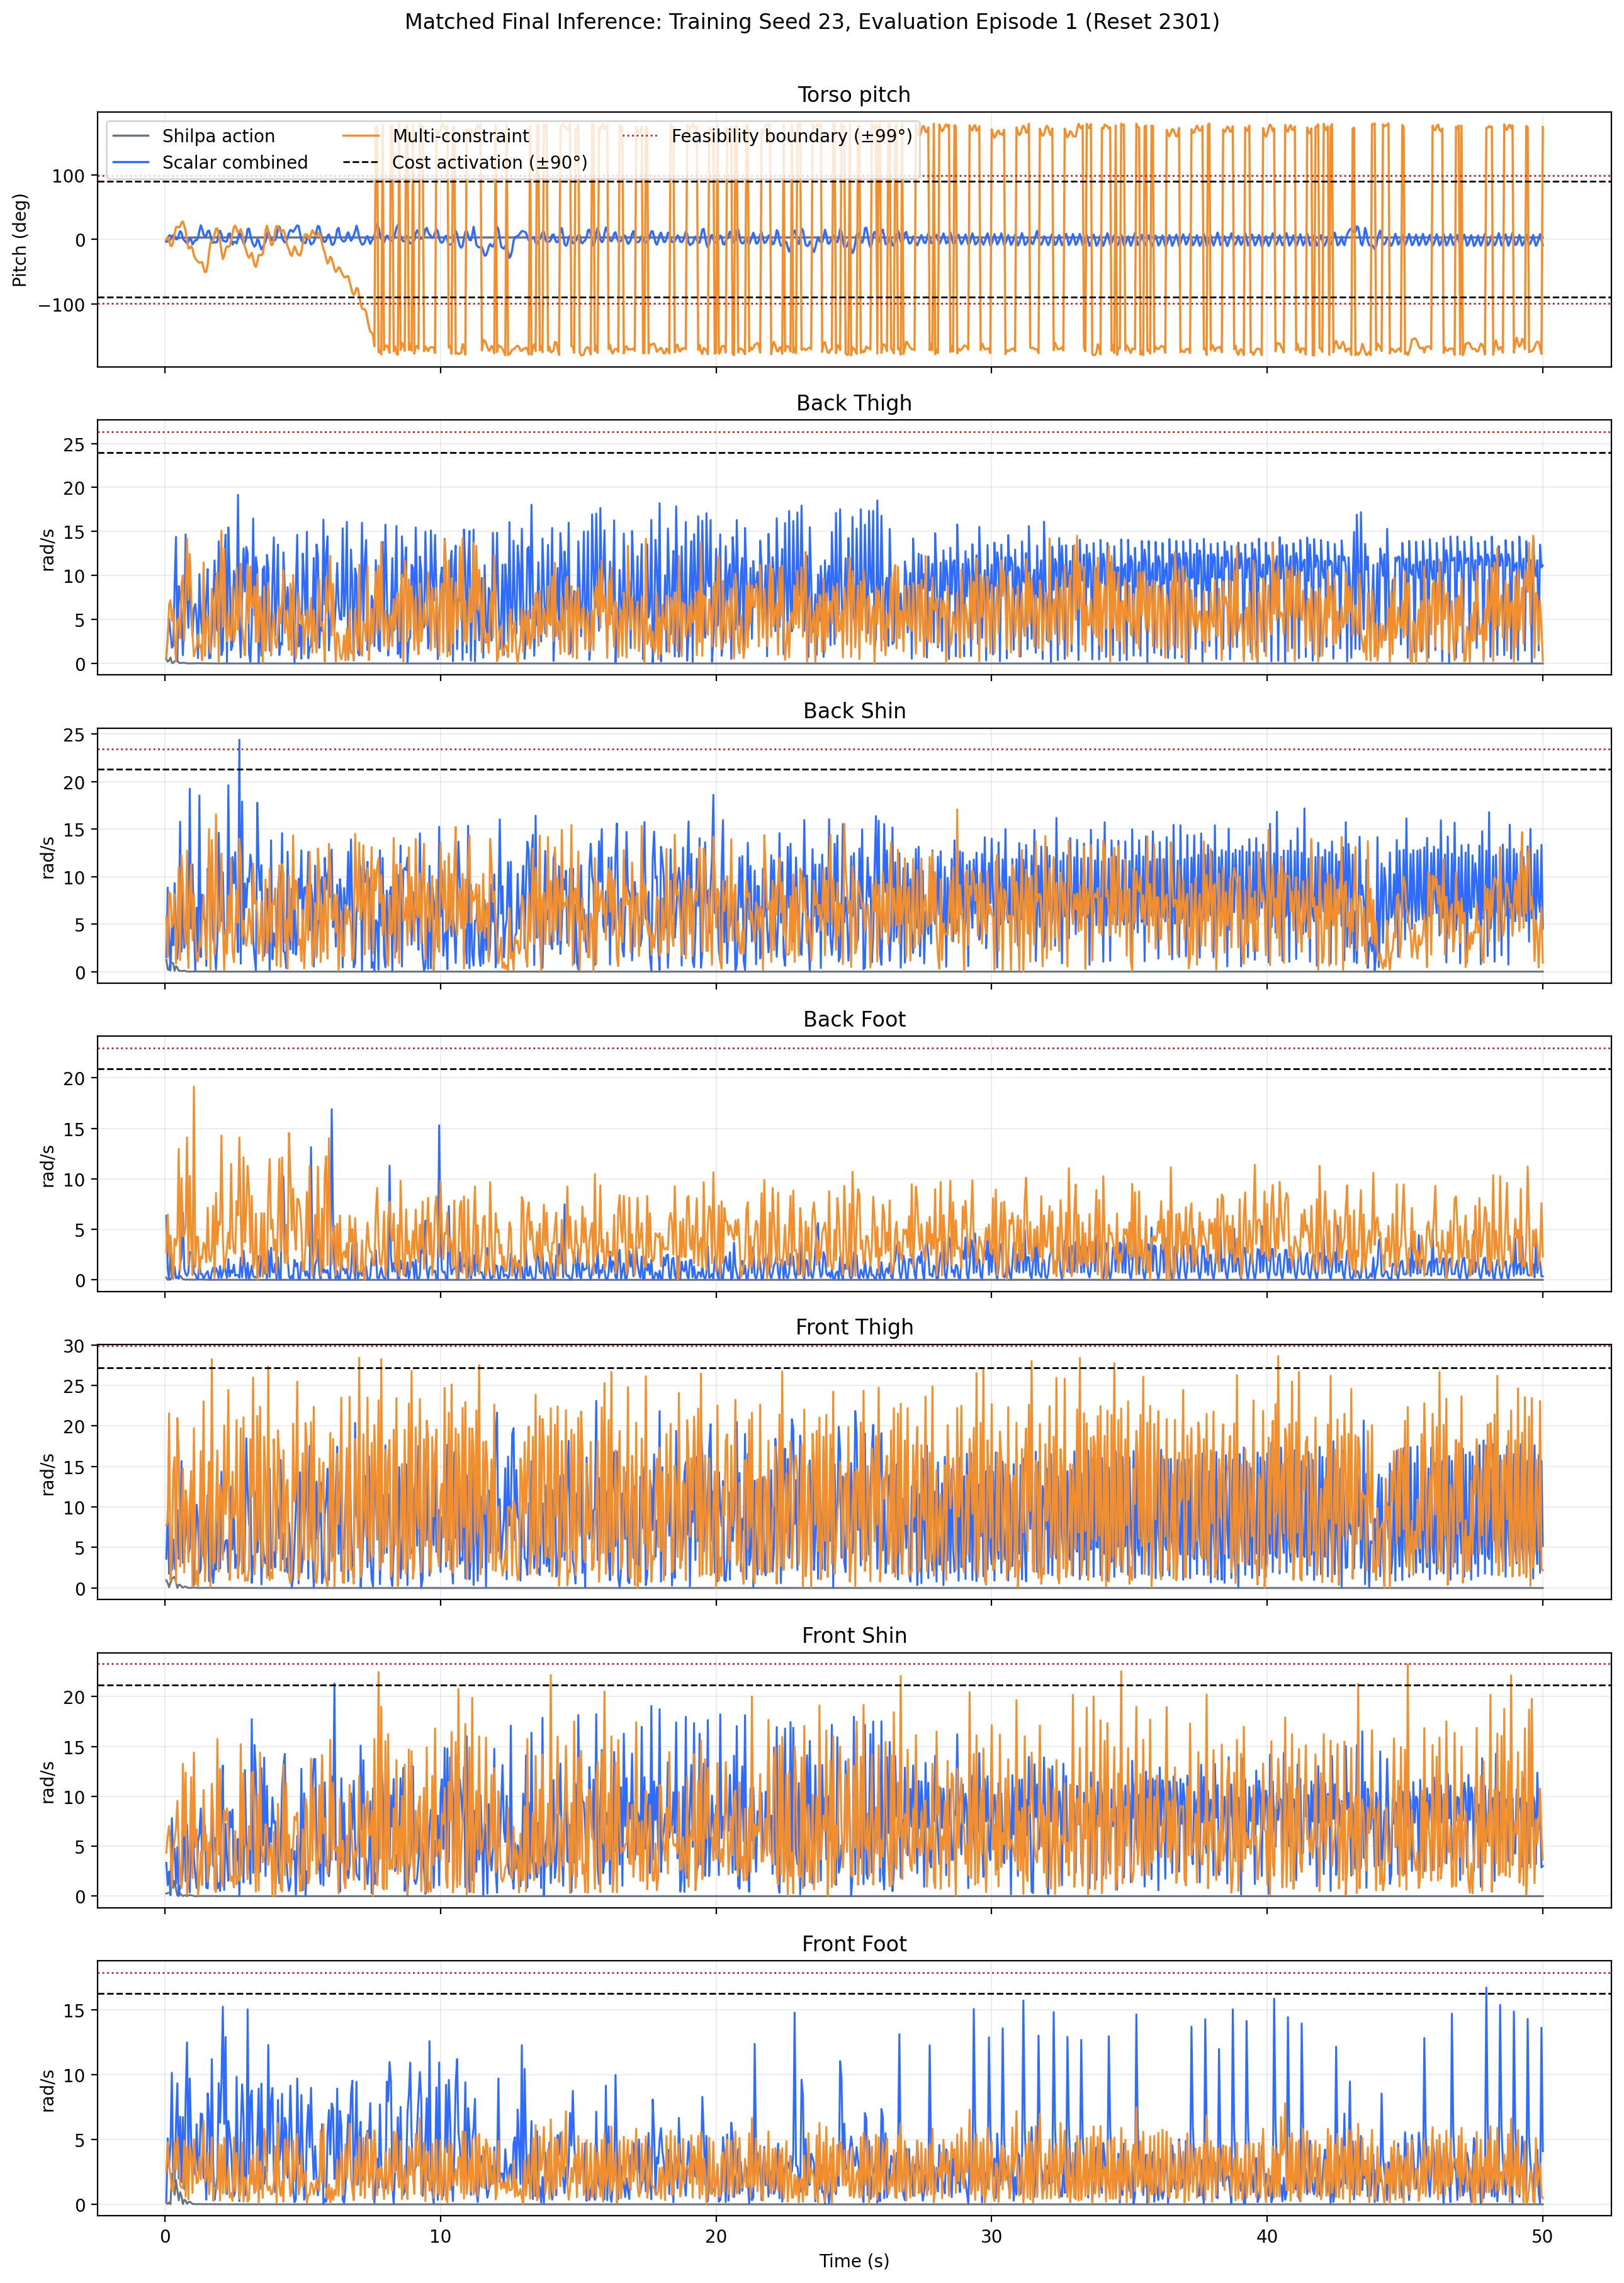 Matched Final Inference: Training Seed 23, Evaluation Episode 1 (Reset 2301)
Torso pitch
Shilpa action
Scalar combined
Multi-constraint
Cost activation (±90°)
Feasibility boundary (±99°)
Pitch (deg)
100
0
−100
Back Thigh
rad/s
25
20
15
10
5
0
Back Shin
rad/s
25
20
15
10
5
0
Back Foot
rad/s
20
15
10
5
0
Front Thigh
rad/s
30
25
20
15
10
5
0
Front Shin
rad/s
20
15
10
5
0
Front Foot
rad/s
15
10
5
0
0 10 20 30 40 50
Time (s)